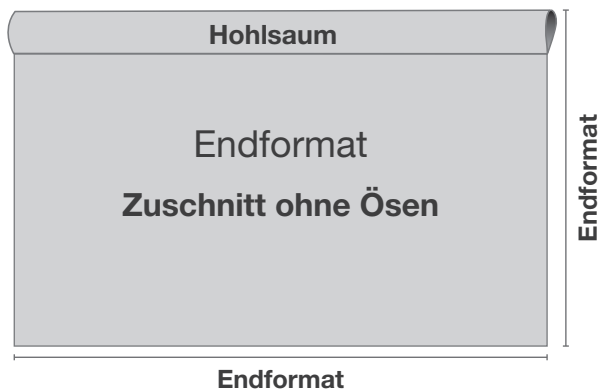 Hohlsaum
Endformat
Zuschnitt ohne Ösen
Endformat
Endformat